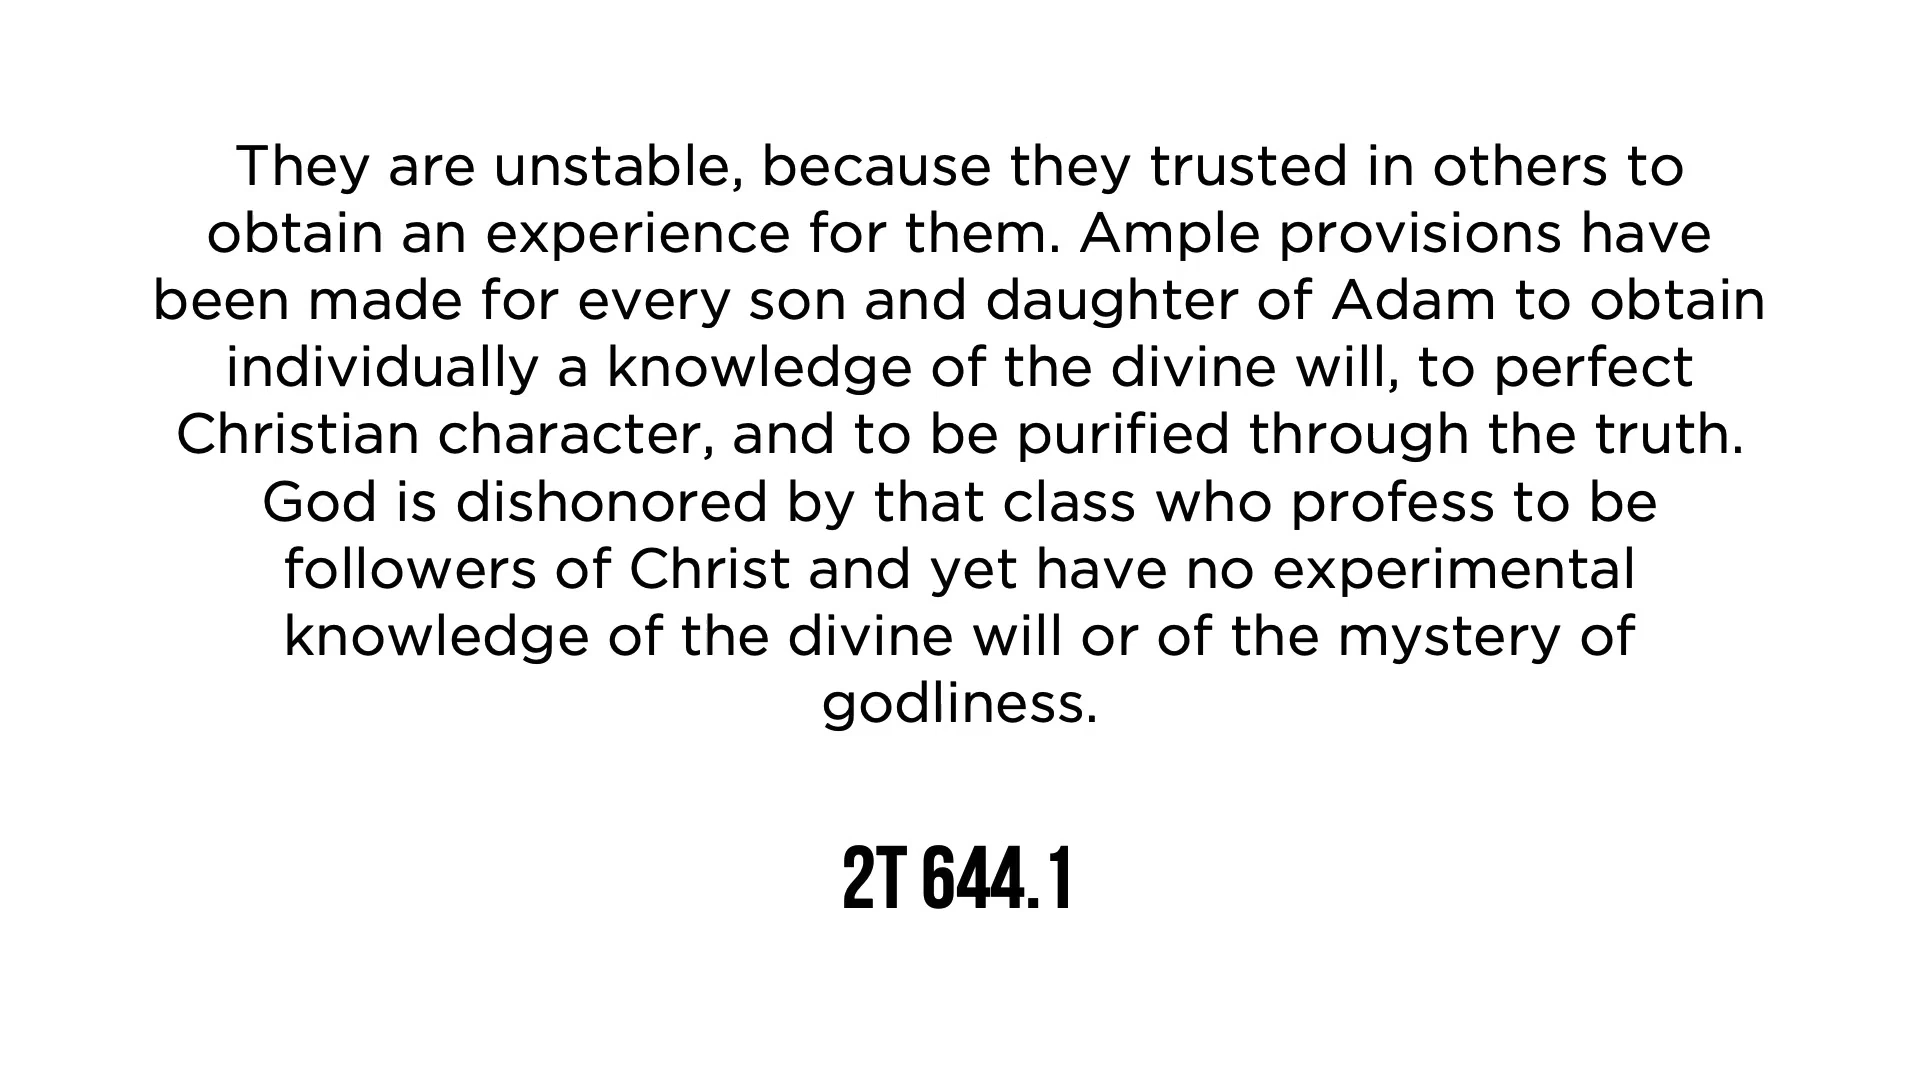 They are unstable, because they trusted in others to
obtain an experience for them. Ample provisions have
been made for every son and daughter of Adam to obtain
individually a knowledge of the divine will, to perfect
Christian character, and to be purified through the truth.
God is dishonored by that class who profess to be
followers of Christ and yet have no experimental
knowledge of the divine will or of the mystery of
godliness.
2T 644.1